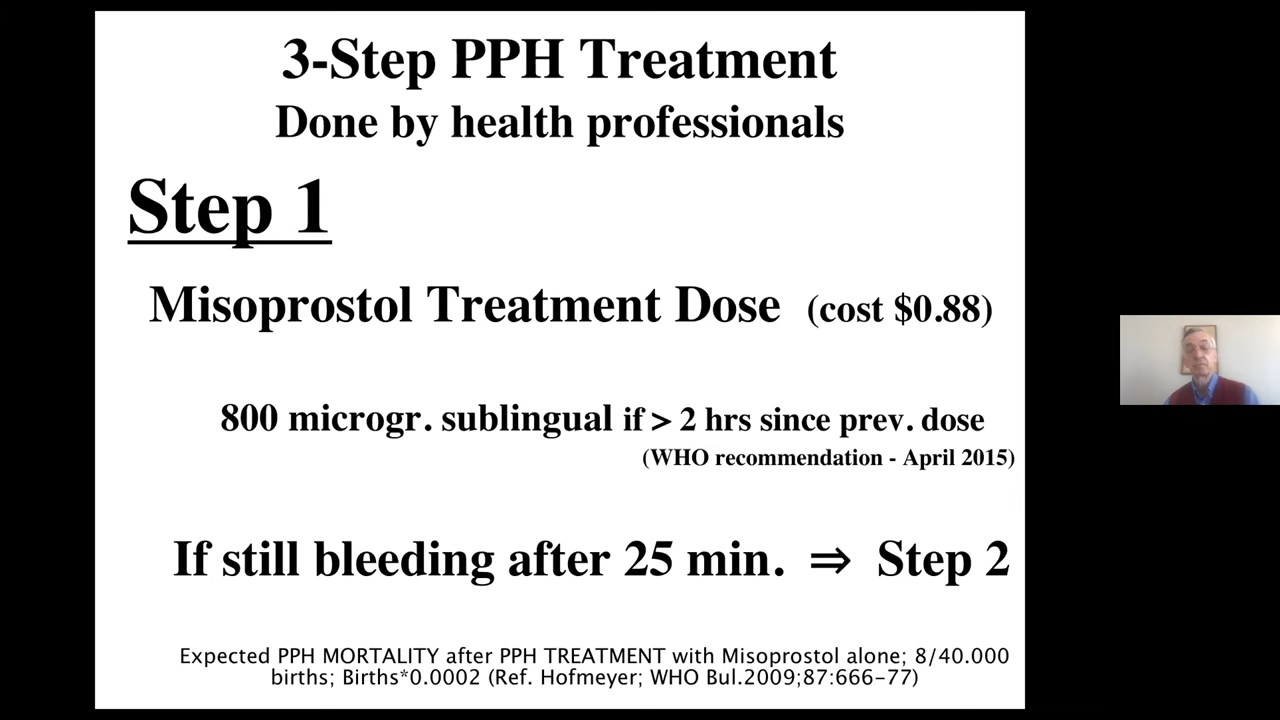 3-Step PPH Treatment
Done by health professionals
Step 1
Misoprostol Treatment Dose (cost $0.88)
800 microgr. sublingual if > 2 hrs since prev. dose
(WHO recommendation - April 2015)
If still bleeding after 25 min. ⇒ Step 2
Expected PPH MORTALITY after PPH TREATMENT with Misoprostol alone; 8/40.000
births; Births*0.0002 (Ref. Hofmeyer; WHO Bul.2009;87:666–77)